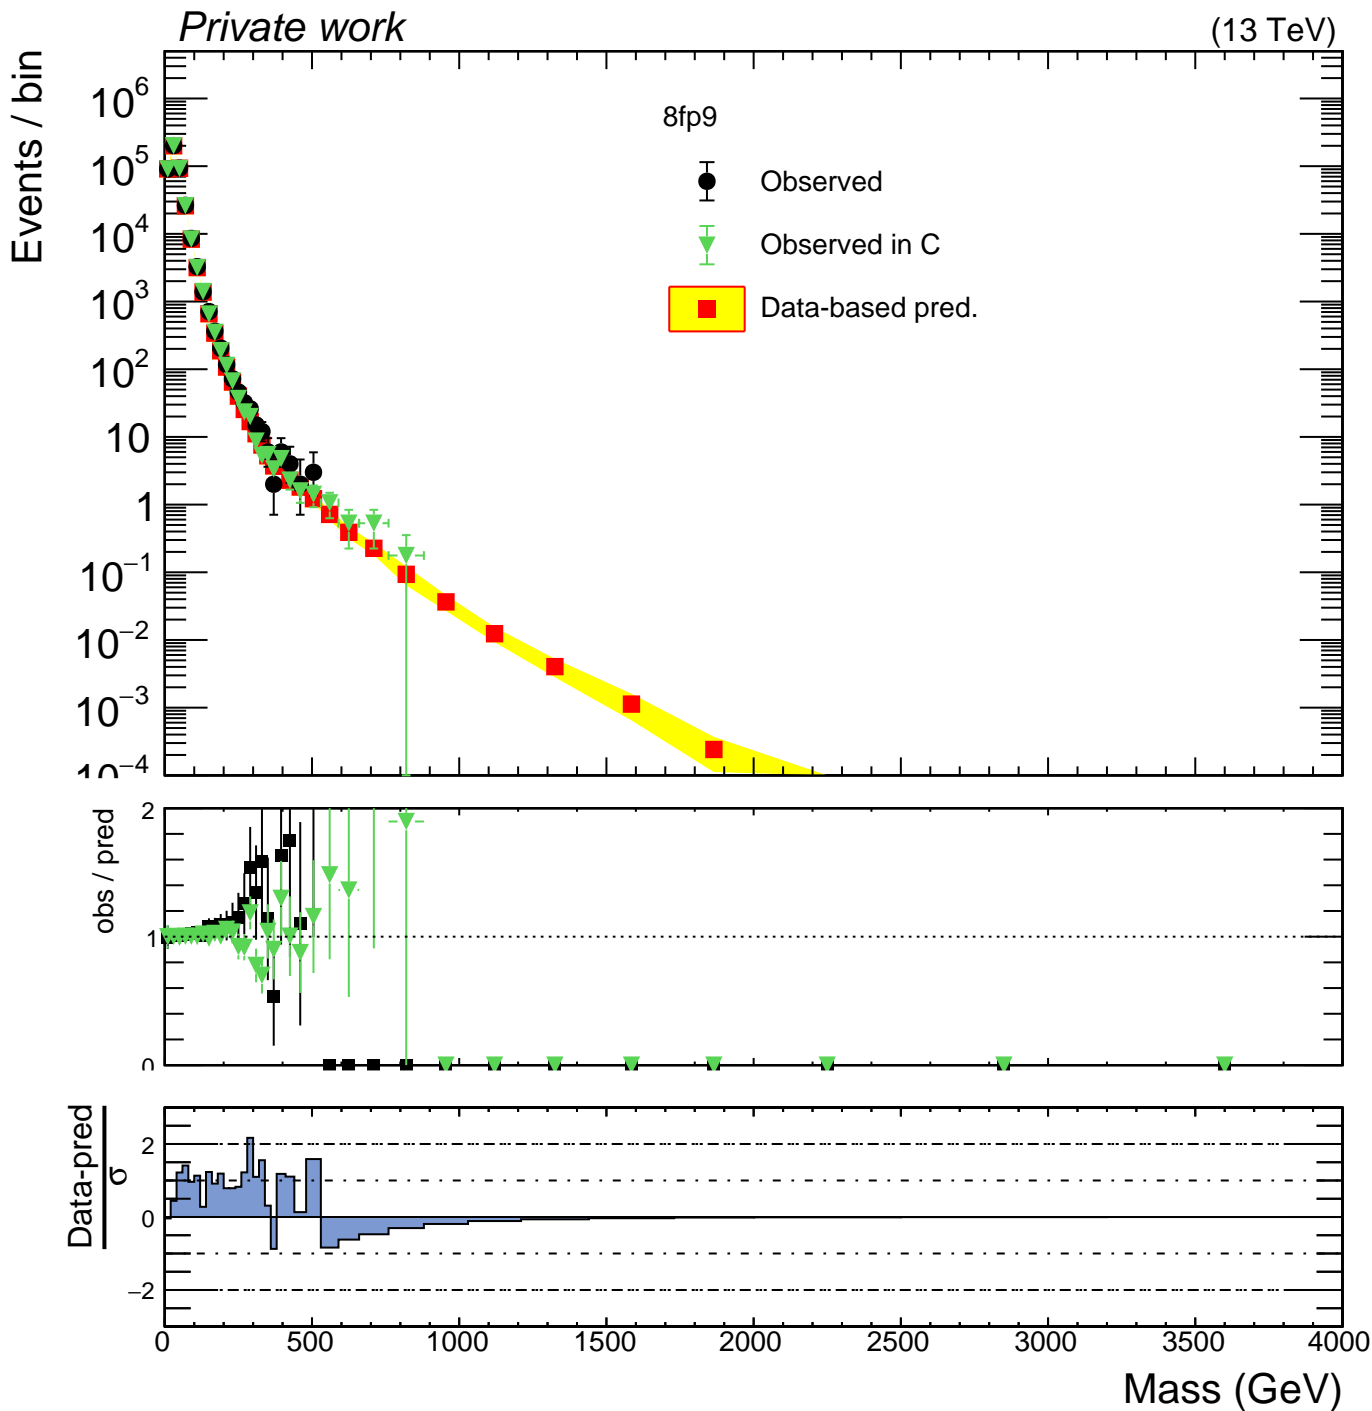 Private work
(13 TeV)
Events / bin
10^6
10^5
10^4
10^3
10^2
10
1
10^−1
10^−2
10^−3
10^−4
8fp9
Observed
Observed in C
Data-based pred.
obs / pred
2
1
0
Data-pred
σ
2
0
−2
0 500 1000 1500 2000 2500 3000 3500 4000
Mass (GeV)